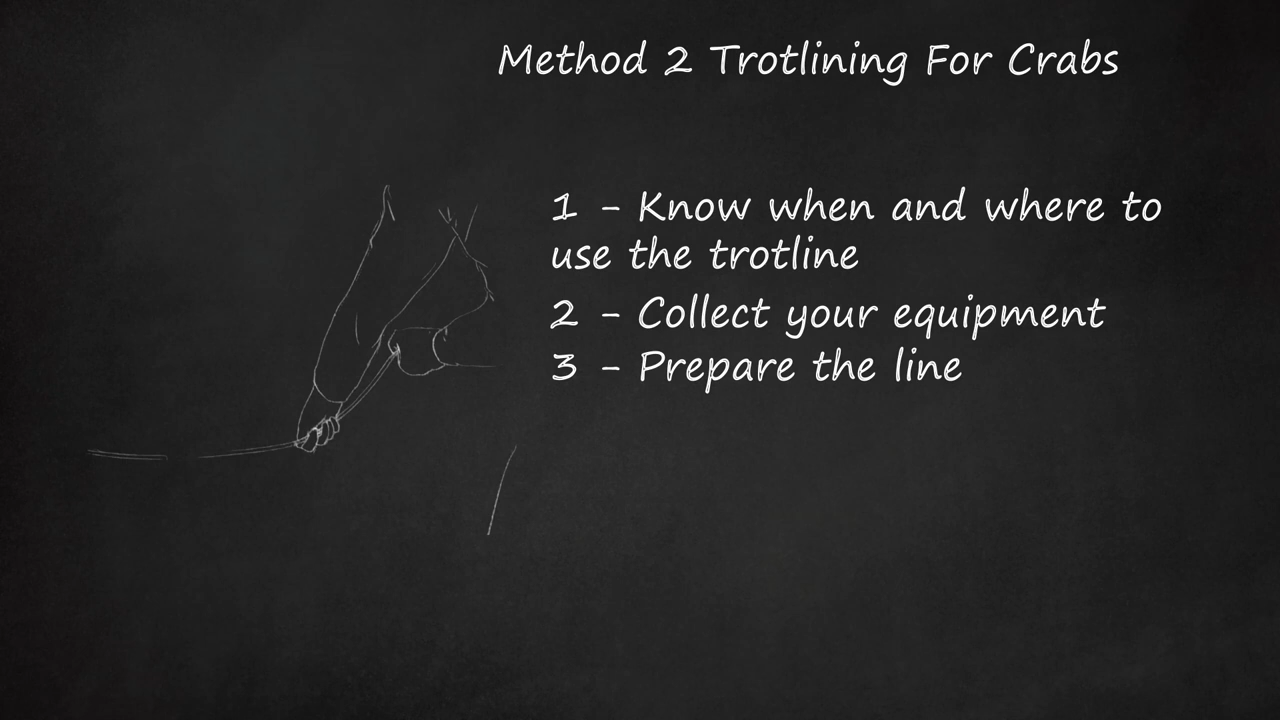 Method 2 Trotlining For Crabs
1 - Know when and where to
use the trotline
2 - Collect your equipment
3 - Prepare the line